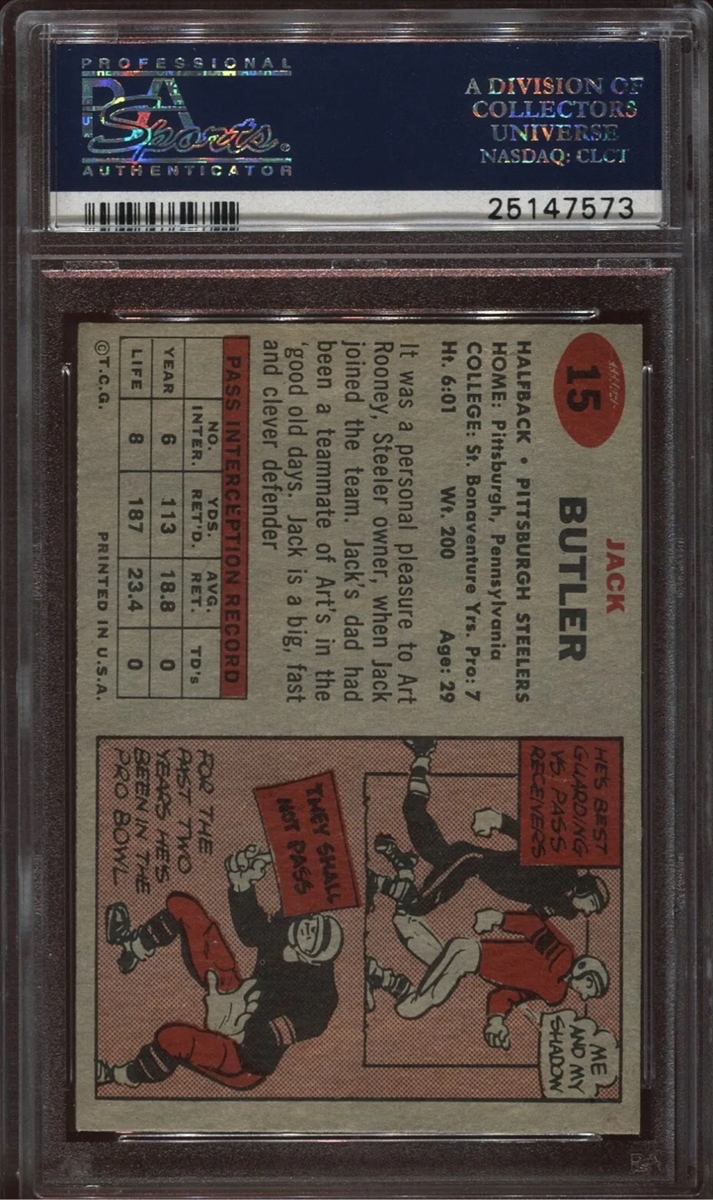 PROFESSIONAL
PSA
Sports.
AUTHENTICATOR
A DIVISION OF
COLLECTORS
UNIVERSE
NASDAQ: CLCT
25147573
15
JACK
BUTLER
HALFBACK • PITTSBURGH STEELERS
HOME: Pittsburgh, Pennsylvania
COLLEGE: St. Bonaventure Yrs. Pro: 7
Ht. 6:01 Wt. 200 Age: 29
It was a personal pleasure to Art
Rooney, Steeler owner, when Jack
joined the team. Jack's dad had
been a teammate of Art's in the
'good old days. Jack is a big, fast
and clever defender
PASS INTERCEPTION RECORD
NO. INTER. YDS. RET'D. AVG. RET. TD's
YEAR 6 113 18.8 0
LIFE 8 187 23.4 0
©T.C.G. PRINTED IN U.S.A.
HE'S BEST
GUARDING
VS. PASS
RECEIVERS
ME
AND MY
SHADOW
THEY SHALL
NOT PASS
FOR THE
PAST TWO
YEARS HE'S
BEEN IN THE
PRO BOWL
PSA